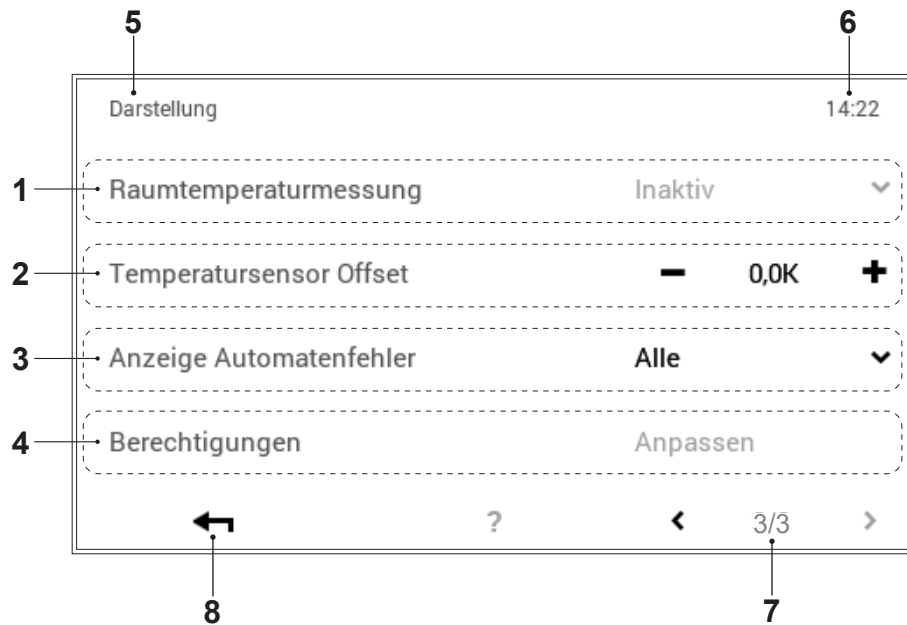 5 6
Darstellung 14:22
1 Raumtemperaturmessung Inaktiv
2 Temperatursensor Offset − 0,0K +
3 Anzeige Automatenfehler Alle
4 Berechtigungen Anpassen
? < 3/3 >
8 7